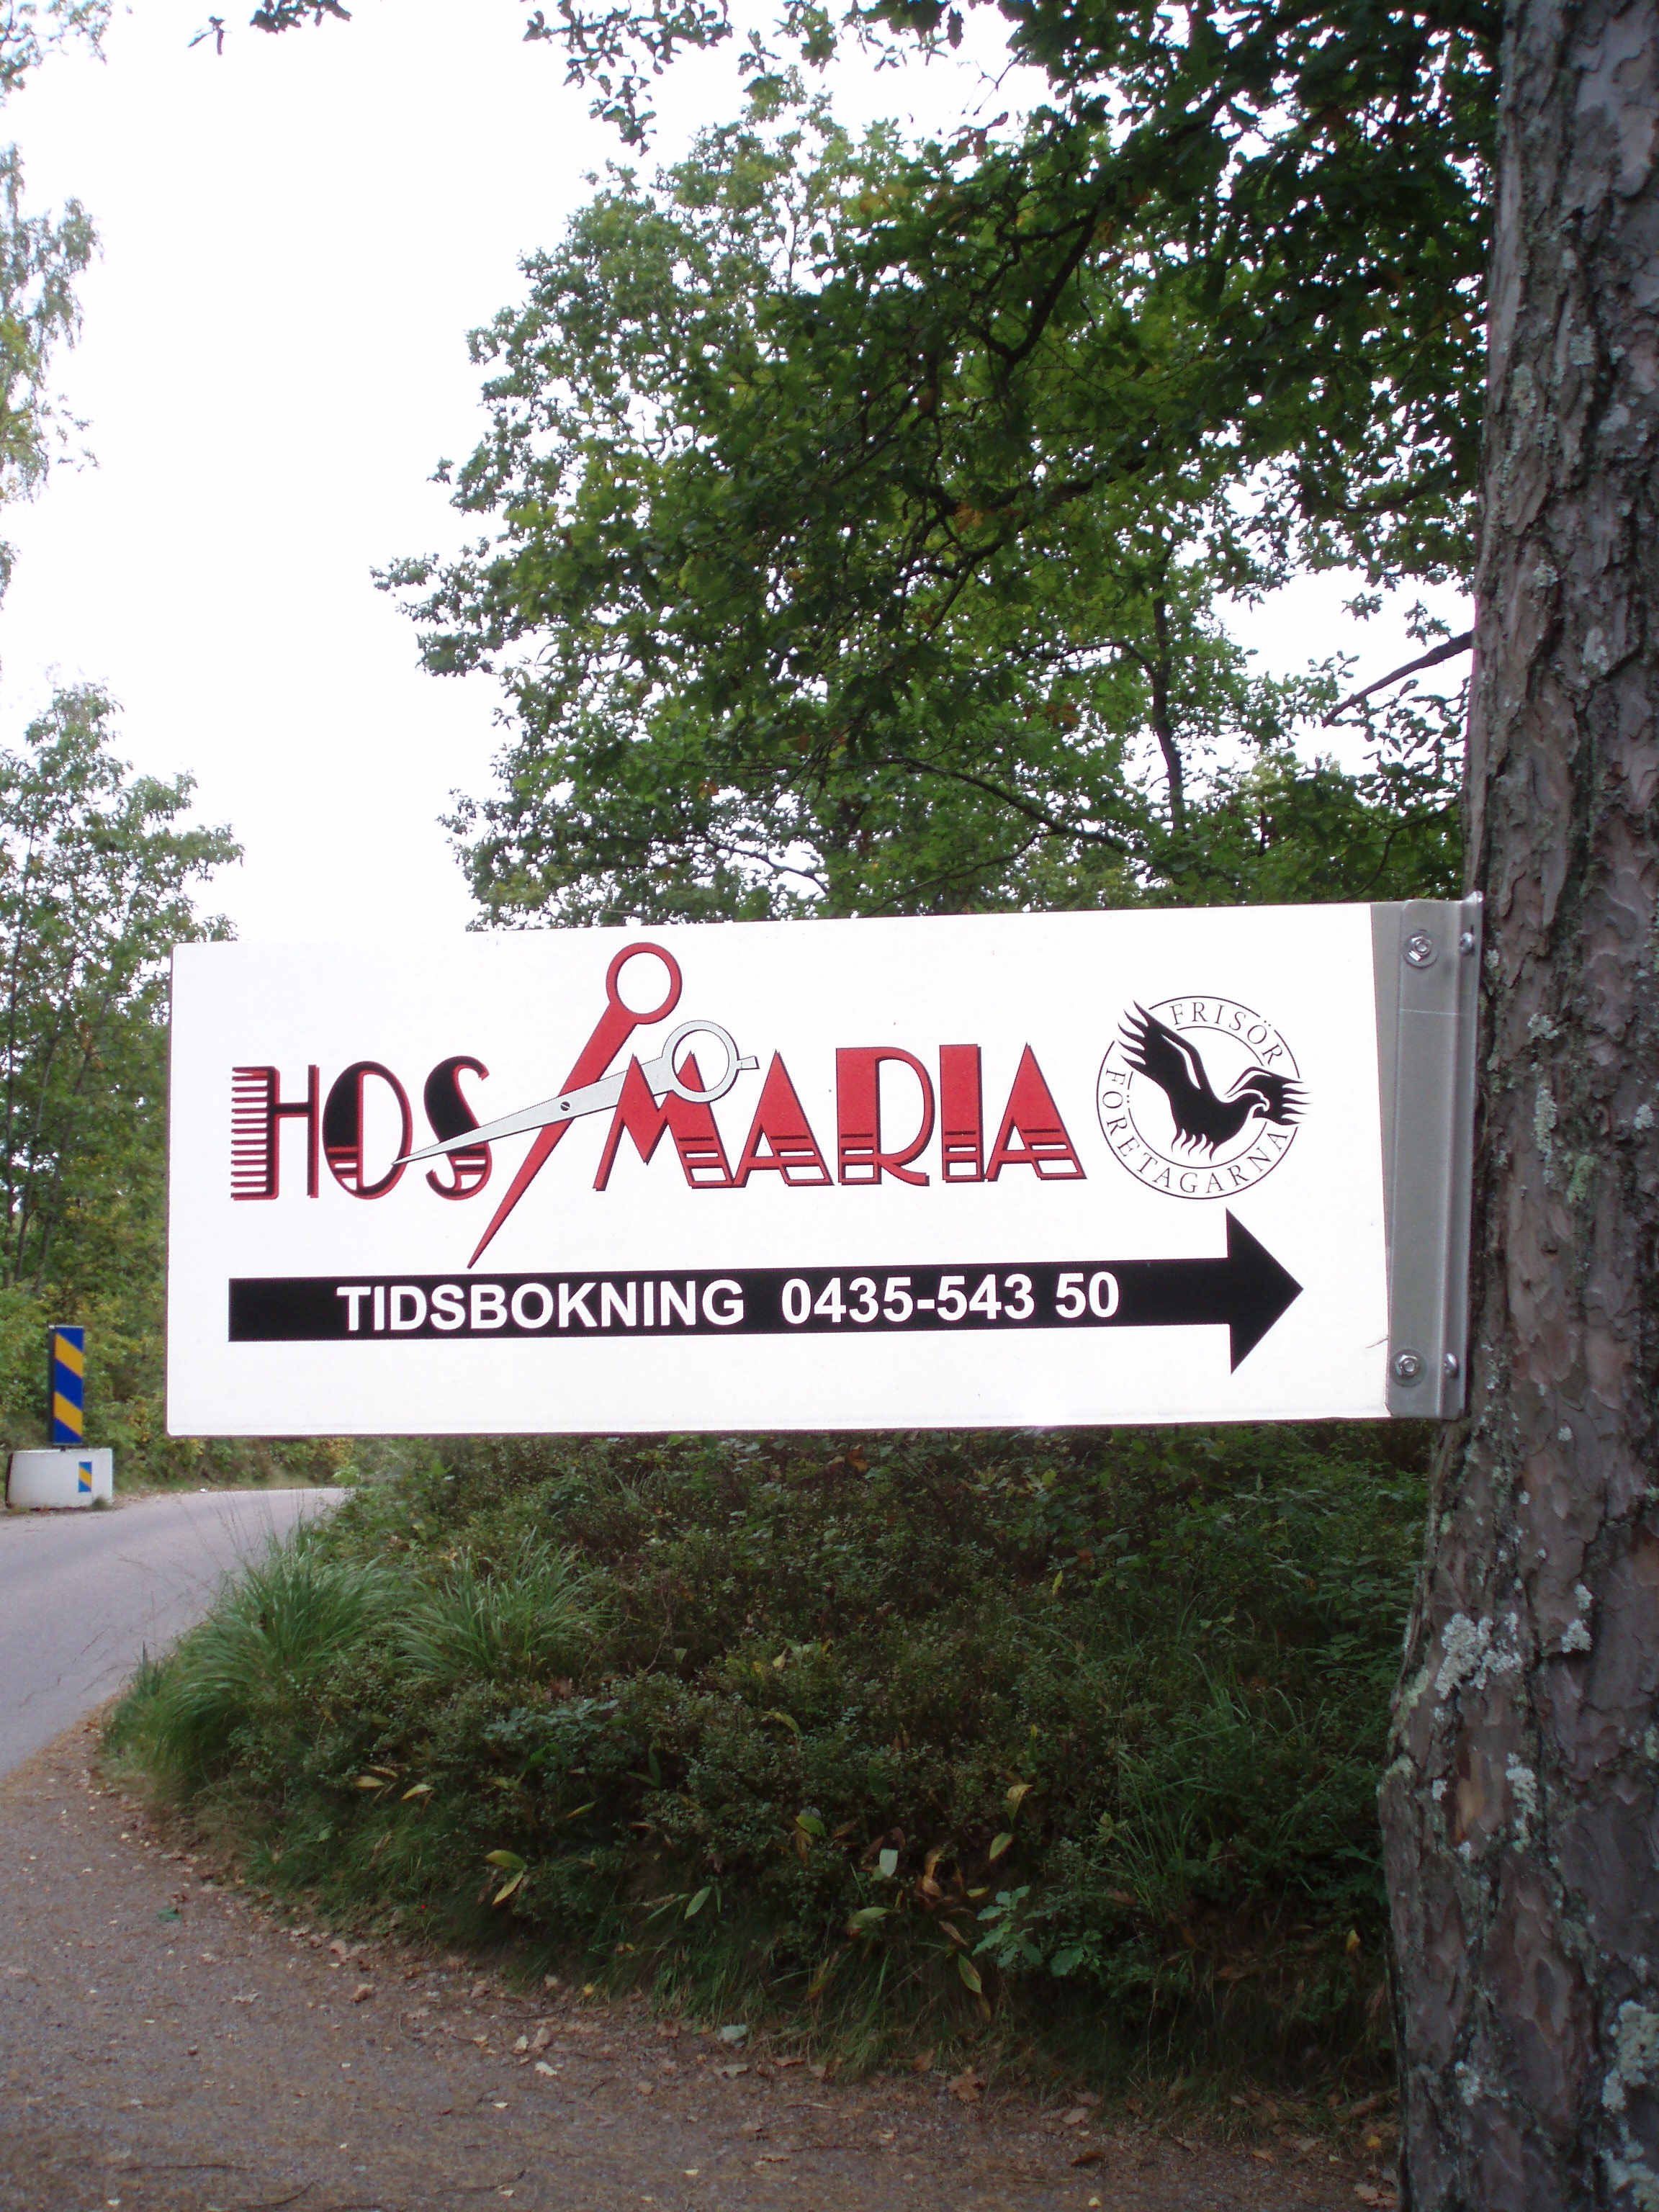 HOS MARIA
FRISÖR
FÖRETAGARNA
TIDSBOKNING 0435-543 50